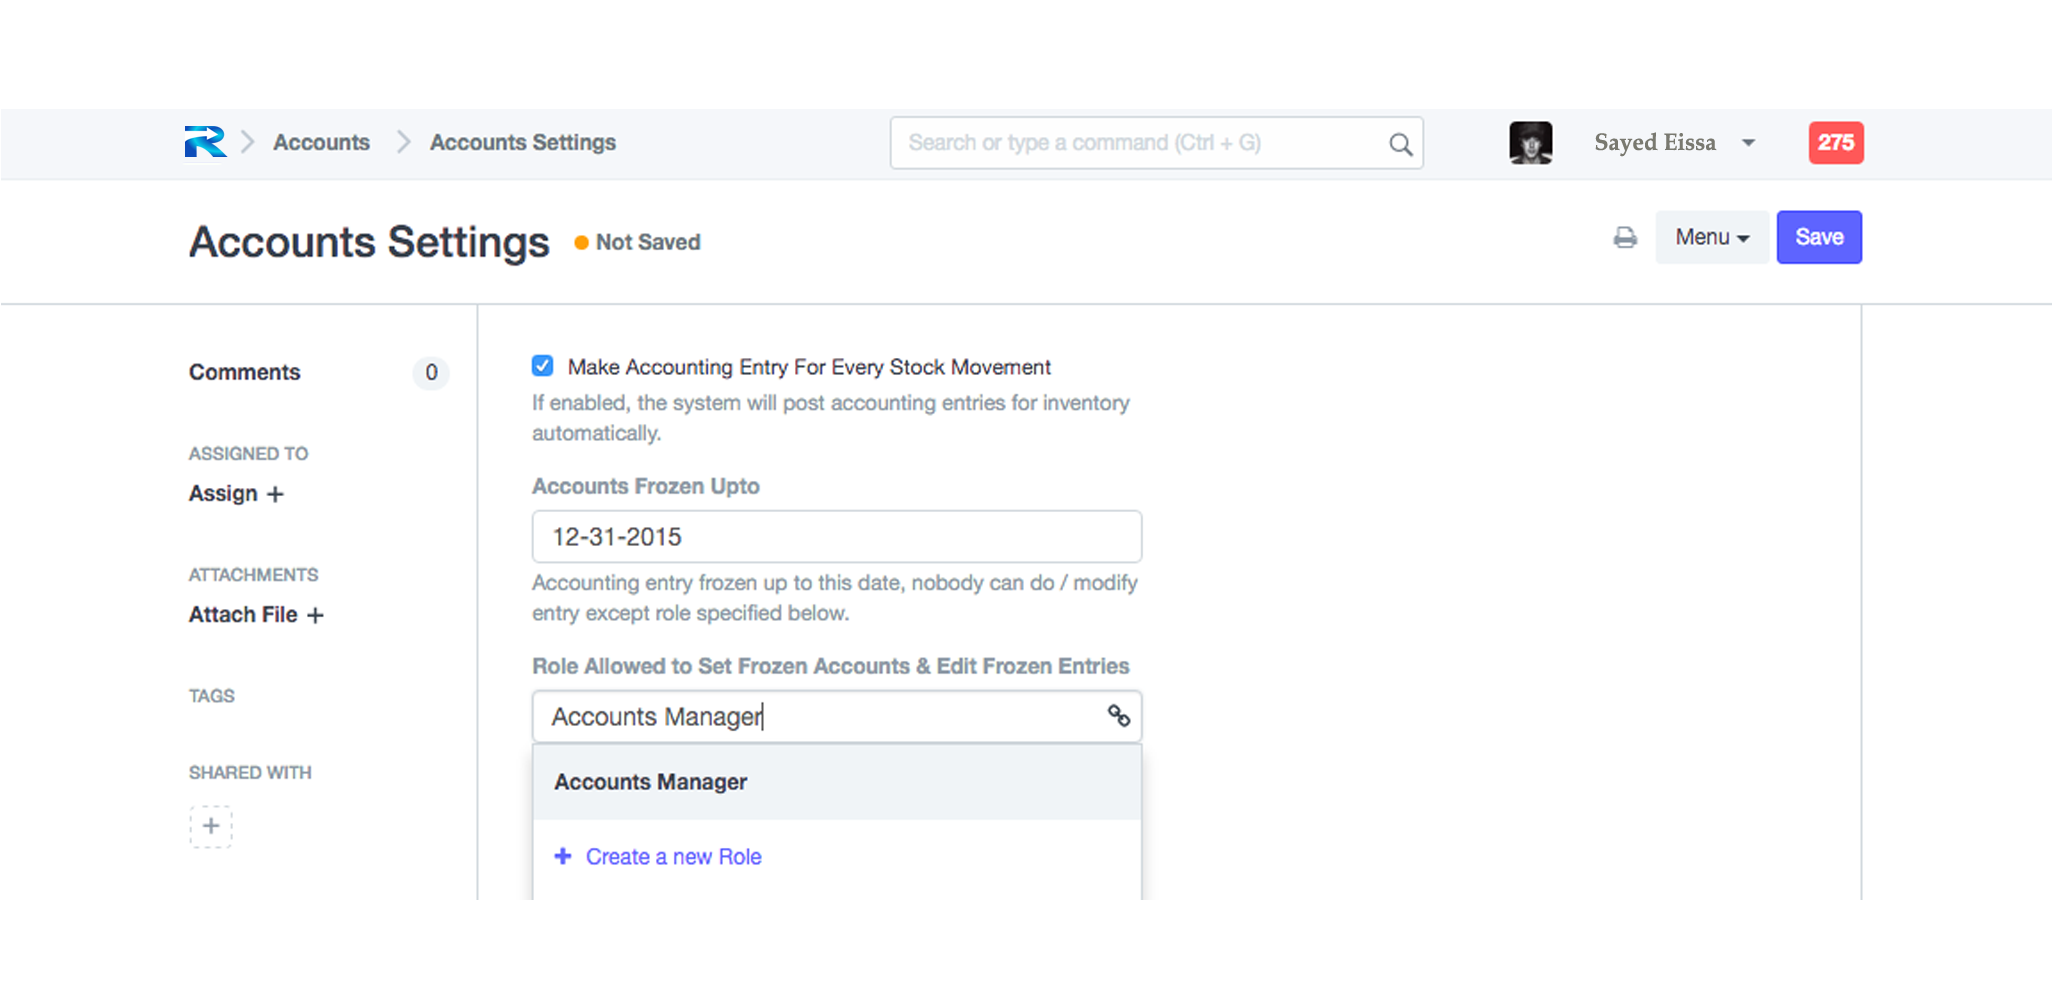 Accounts
Accounts Settings
Search or type a command (Ctrl + G)
Sayed Eissa
275
Accounts Settings
Not Saved
Menu
Save
Comments
0
ASSIGNED TO
Assign +
ATTACHMENTS
Attach File +
TAGS
SHARED WITH
+
Make Accounting Entry For Every Stock Movement
If enabled, the system will post accounting entries for inventory
automatically.
Accounts Frozen Upto
12-31-2015
Accounting entry frozen up to this date, nobody can do / modify
entry except role specified below.
Role Allowed to Set Frozen Accounts & Edit Frozen Entries
Accounts Manager
Accounts Manager
+ Create a new Role